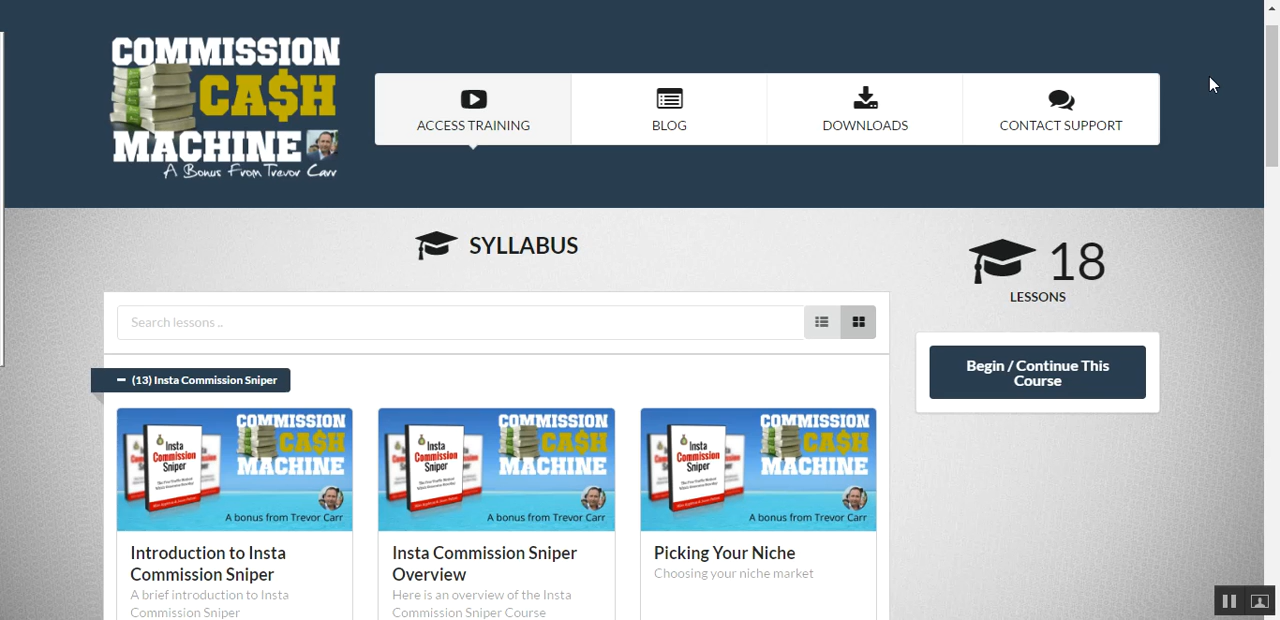 COMMISSION
CA$H
MACHINE
A Bonus From Trevor Carr
ACCESS TRAINING
BLOG
DOWNLOADS
CONTACT SUPPORT
SYLLABUS
18
LESSONS
Search lessons ..
Begin / Continue This
Course
(13) Insta Commission Sniper
COMMISSION
CA$H
MACHINE
Insta
Commission
Sniper
A bonus from Trevor Carr
COMMISSION
CA$H
MACHINE
Insta
Commission
Sniper
A bonus from Trevor Carr
COMMISSION
CA$H
MACHINE
Insta
Commission
Sniper
A bonus from Trevor Carr
Introduction to Insta
Commission Sniper
A brief introduction to Insta
Commission Sniper
Insta Commission Sniper
Overview
Here is an overview of the Insta
Commission Sniper Course
Picking Your Niche
Choosing your niche market